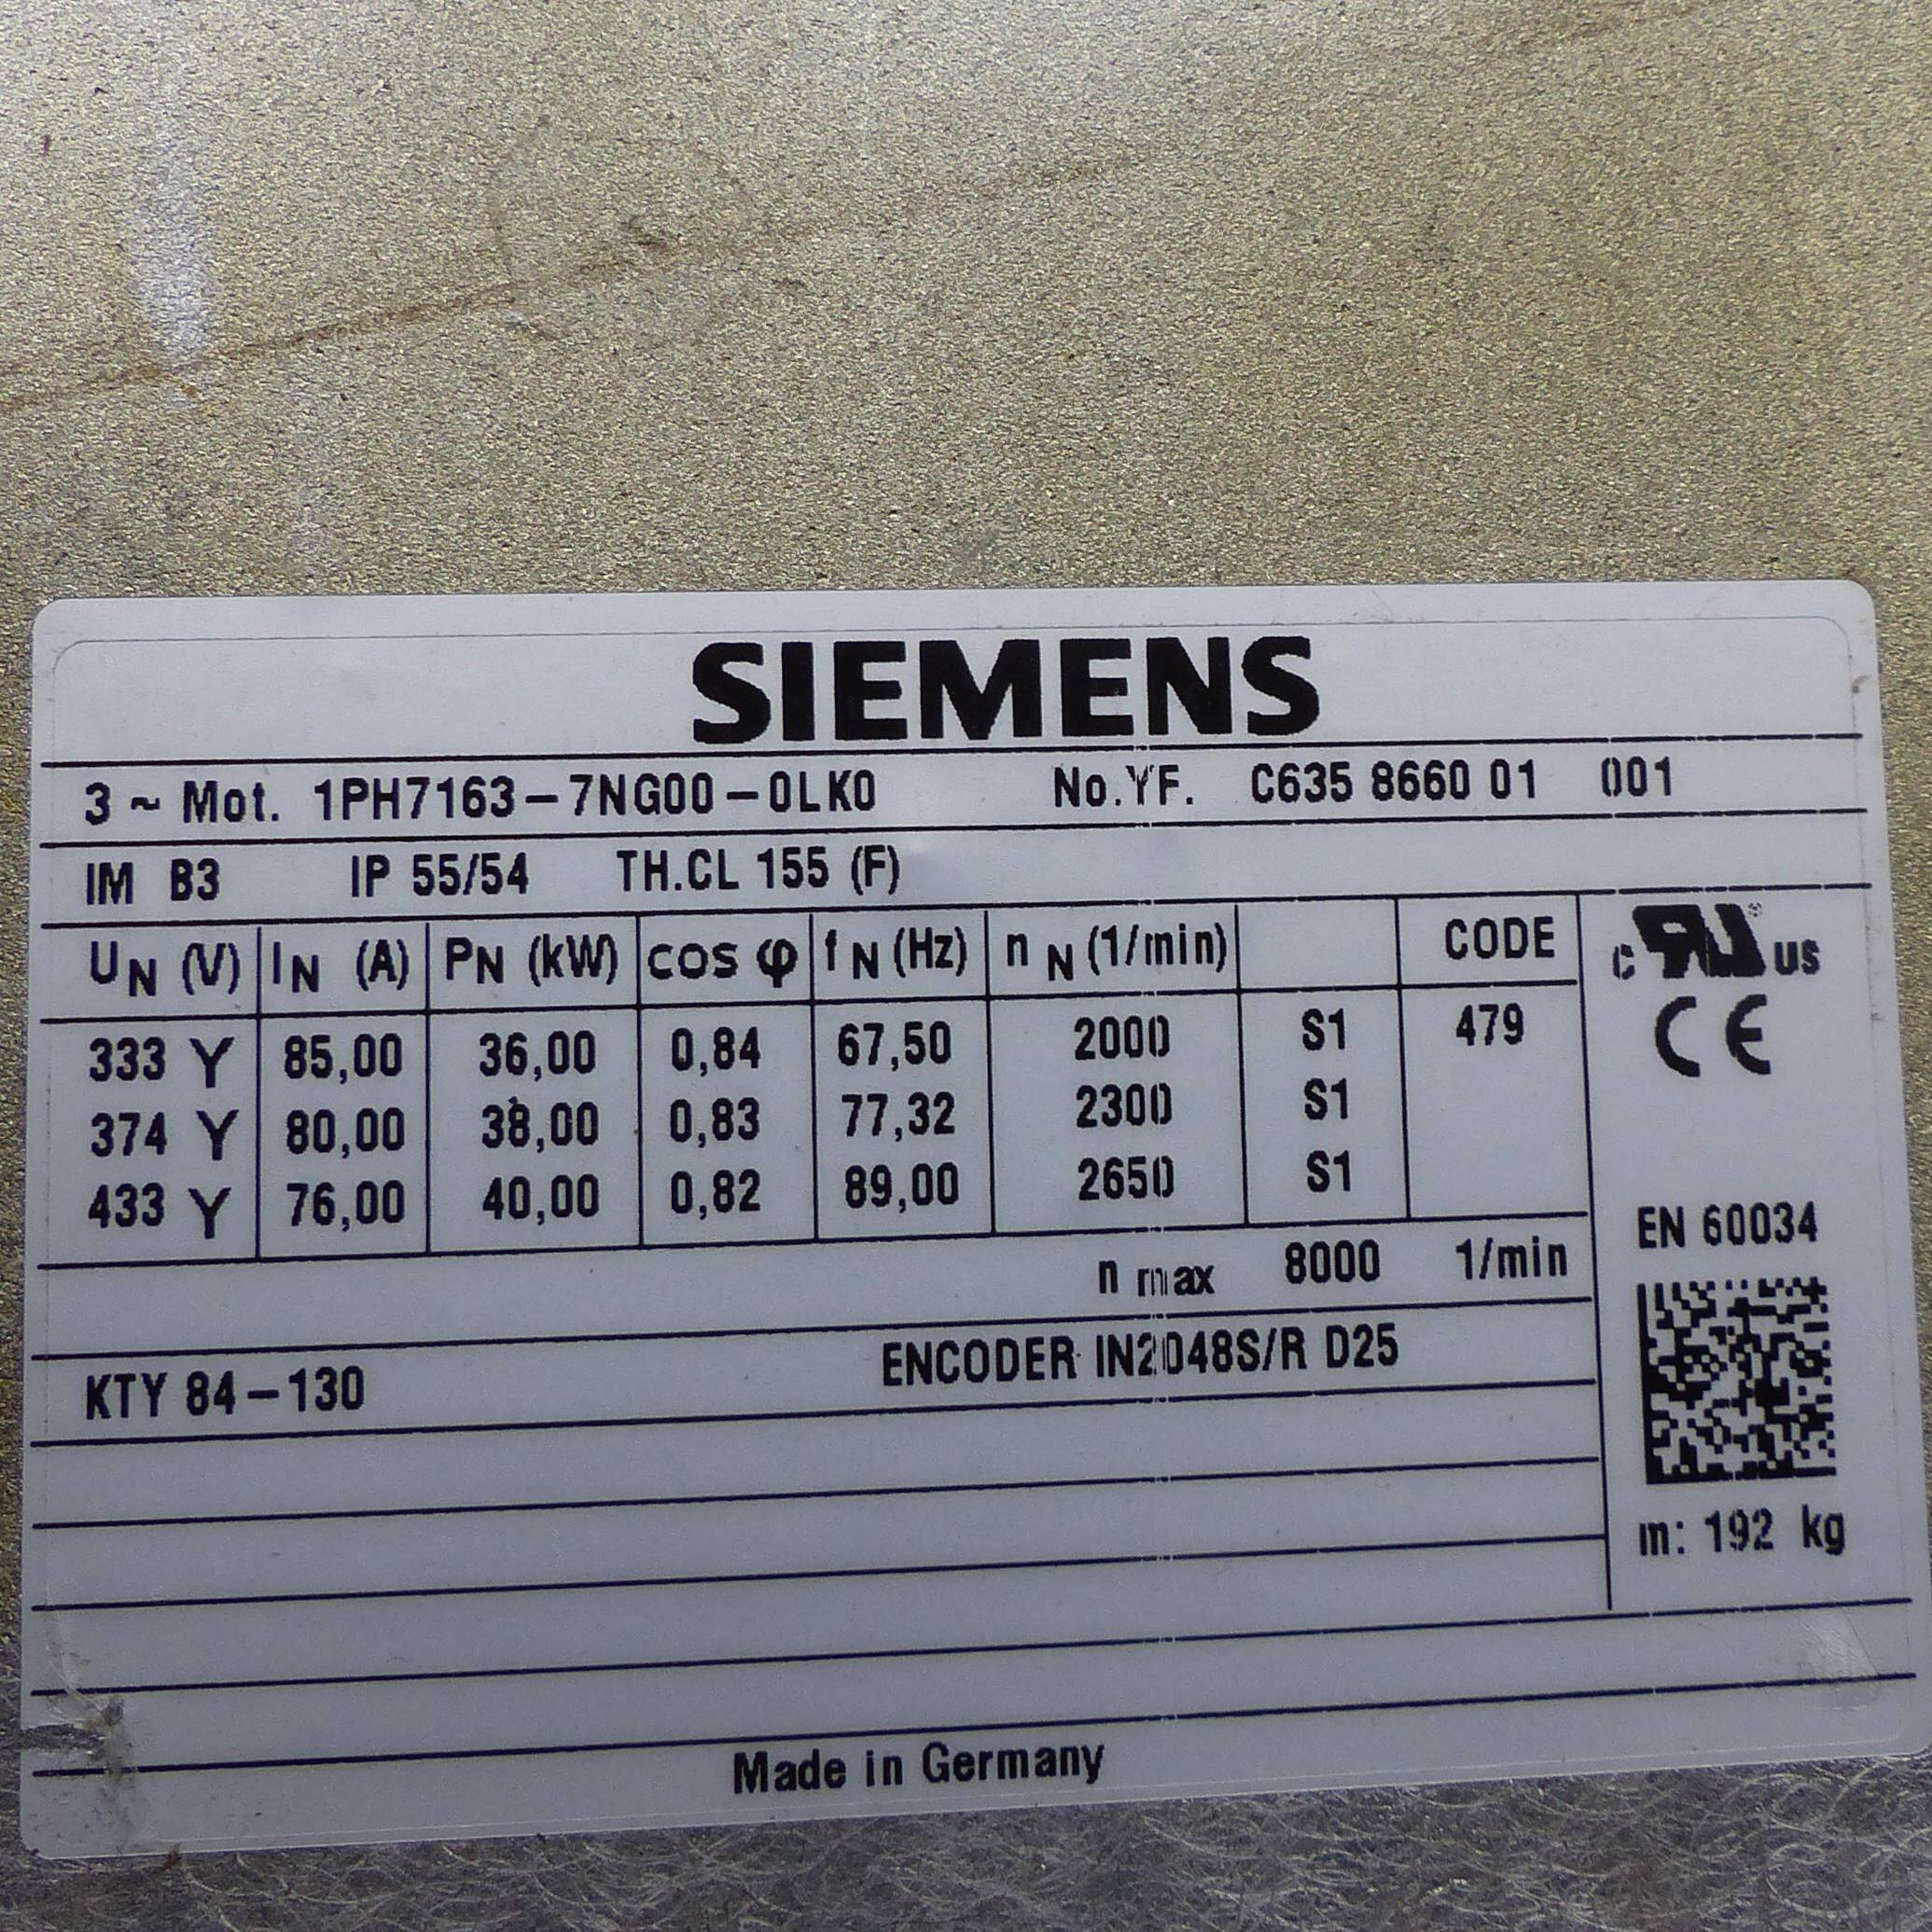 SIEMENS
3 ~ Mot. 1PH7163-7NG00-0LK0 No.YF. C635 8660 01 001
IM B3 IP 55/54 TH.CL 155 (F)
UN (V) IN (A) PN (kW) cos φ fN (Hz) nN (1/min) CODE
333 Y 85,00 36,00 0,84 67,50 2000 S1 479
374 Y 80,00 38,00 0,83 77,32 2300 S1
433 Y 76,00 40,00 0,82 89,00 2650 S1
n max 8000 1/min
KTY 84-130 ENCODER IN2048S/R D25
c RU ® US
CE
EN 60034
m: 192 kg
Made in Germany